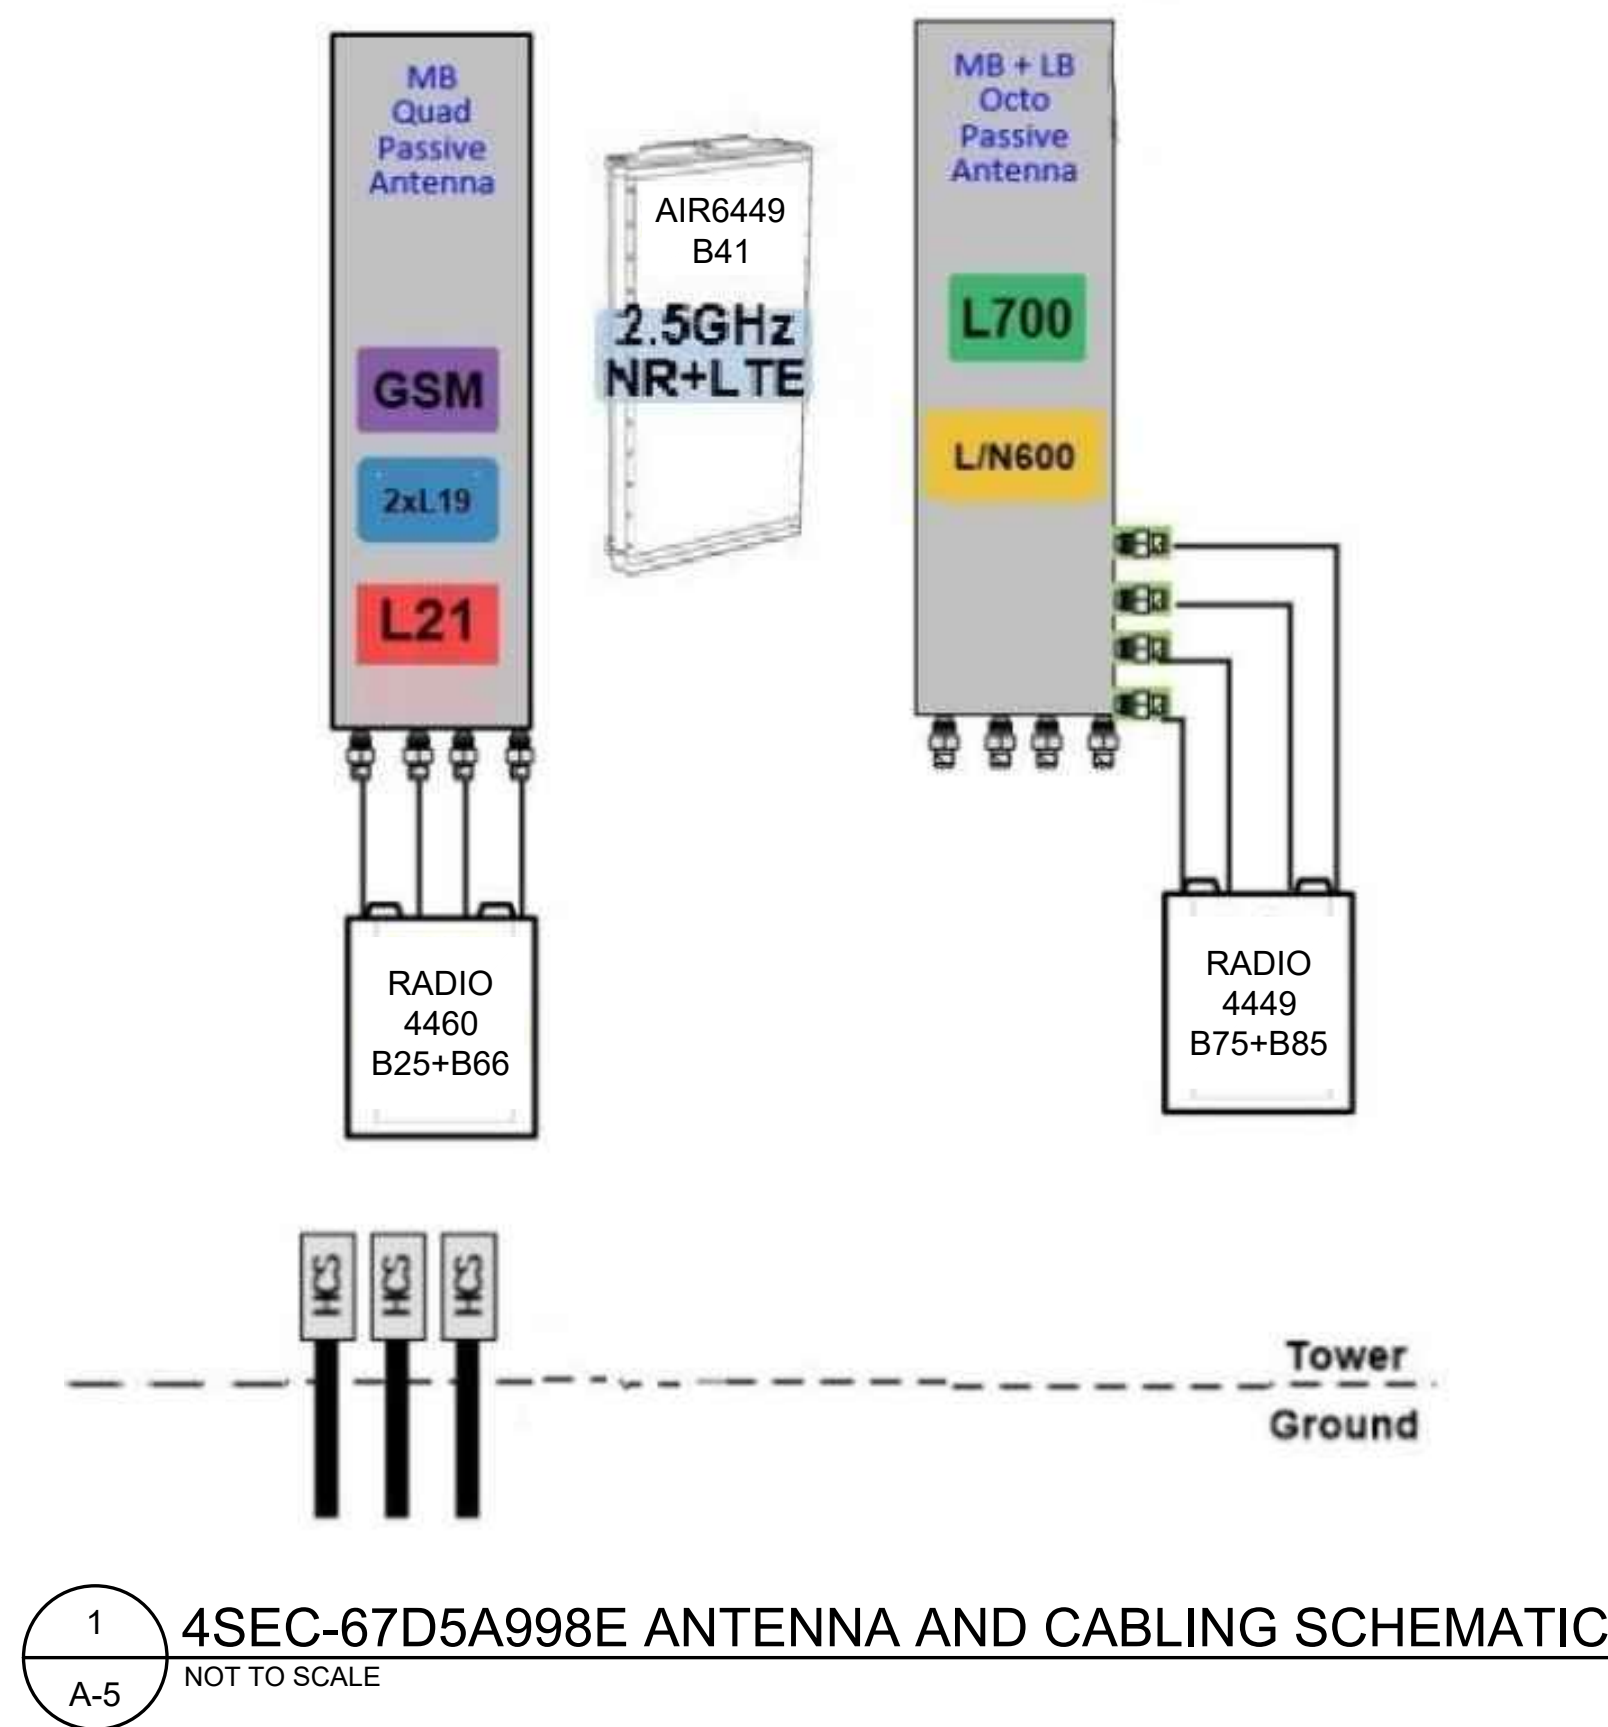 MB
Quad
Passive
Antenna
GSM
2xL19
L21
AIR6449
B41
2.5GHz
NR+LTE
MB + LB
Octo
Passive
Antenna
L700
L/N600
RADIO
4460
B25+B66
RADIO
4449
B75+B85
HCS
HCS
HCS
Tower
Ground
1
A-5
4SEC-67D5A998E ANTENNA AND CABLING SCHEMATIC
NOT TO SCALE